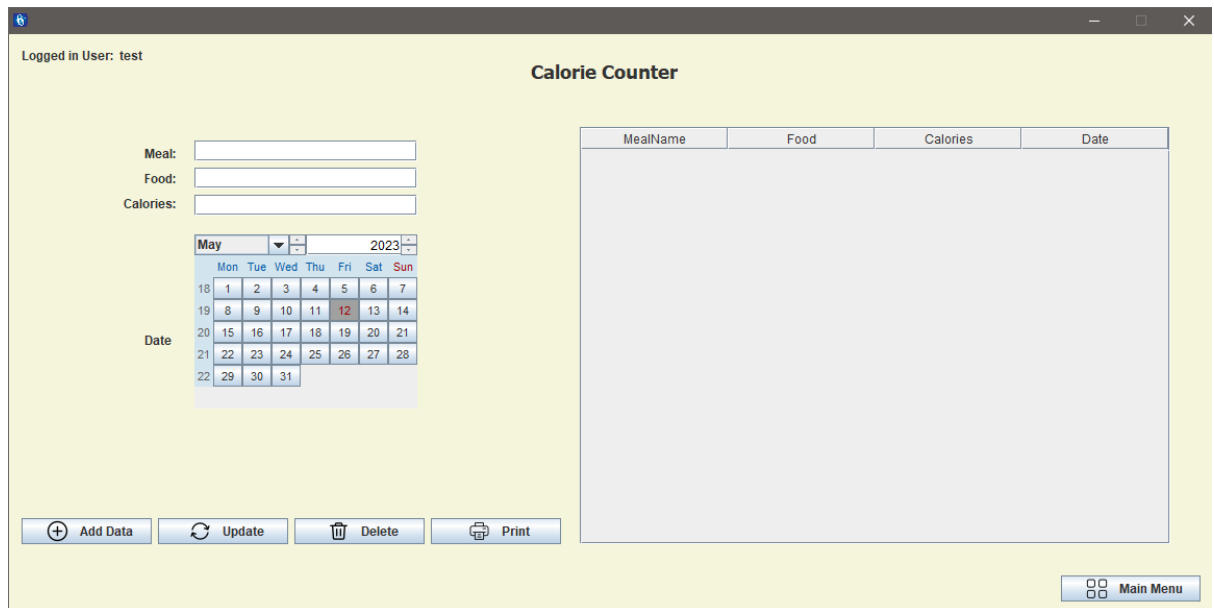 Logged in User: test
Calorie Counter
Meal:
Food:
Calories:
May 2023
Mon Tue Wed Thu Fri Sat Sun
18 1 2 3 4 5 6 7
19 8 9 10 11 12 13 14
20 15 16 17 18 19 20 21
21 22 23 24 25 26 27 28
22 29 30 31
Date
MealName Food Calories Date
Add Data Update Delete Print
Main Menu